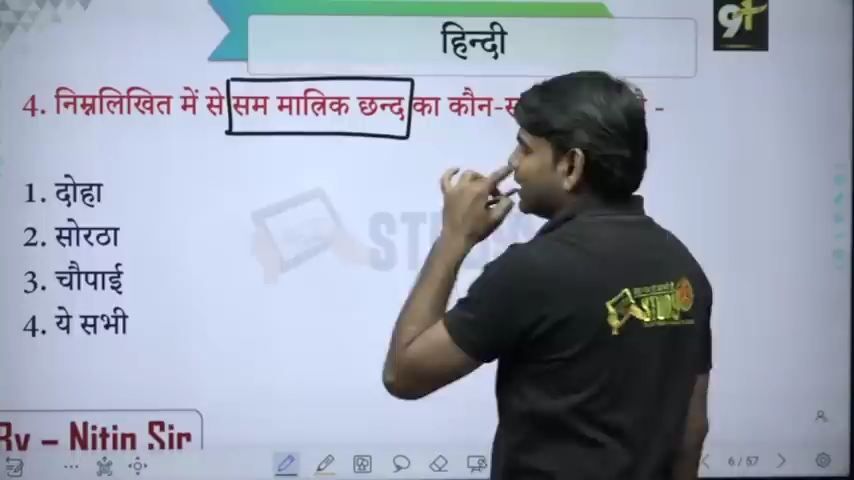 हिन्दी
4. निम्नलिखित में से सम मात्रिक छन्द का कौन-
1. दोहा
2. सोरठा
3. चौपाई
4. ये सभी
By – Nitin Sir
6 / 57